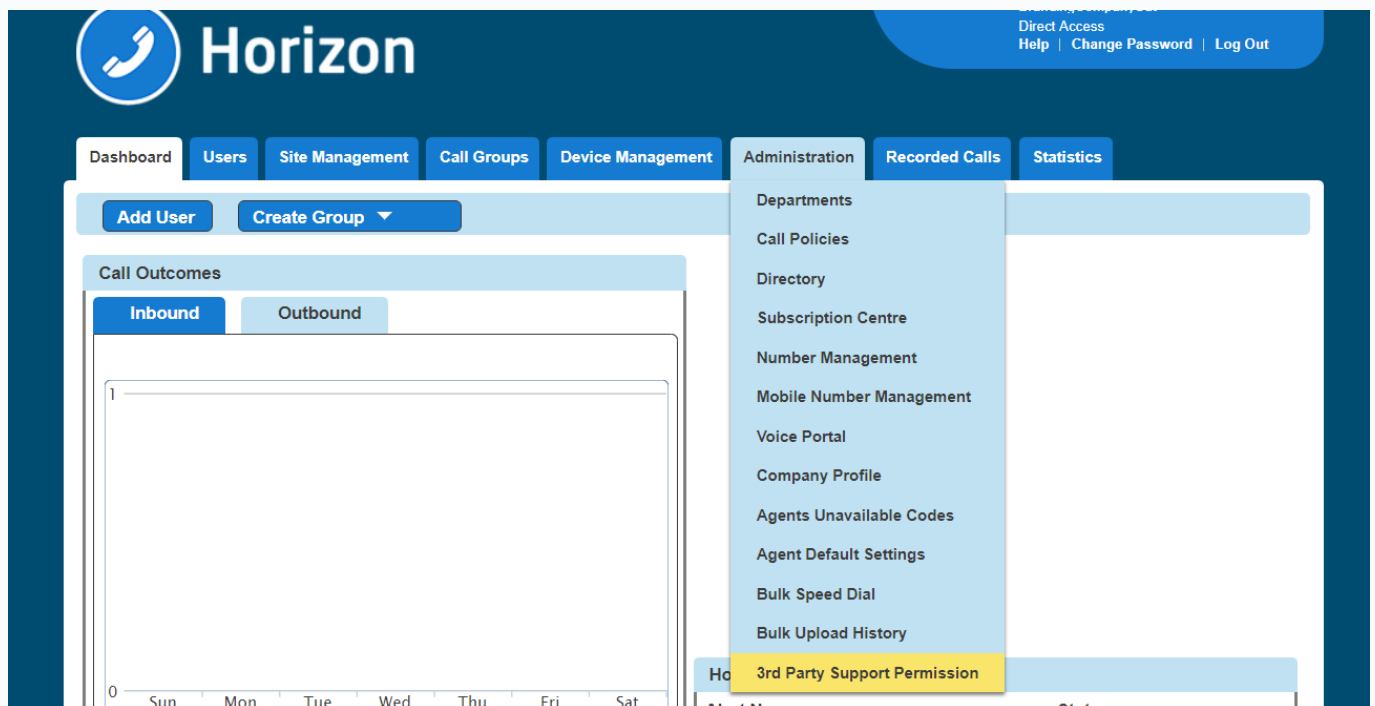 Direct Access
Help | Change Password | Log Out
Horizon
Dashboard Users Site Management Call Groups Device Management Administration Recorded Calls Statistics
Add User Create Group
Departments
Call Policies
Directory
Subscription Centre
Number Management
Mobile Number Management
Voice Portal
Company Profile
Agents Unavailable Codes
Agent Default Settings
Bulk Speed Dial
Bulk Upload History
3rd Party Support Permission
Call Outcomes
Inbound Outbound
1
0
Sun Mon Tue Wed Thu Fri Sat
Ho